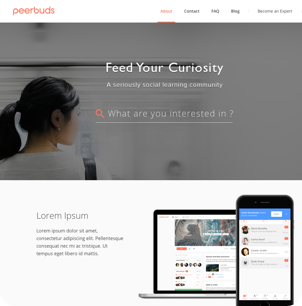 peerbuds
About Contact FAQ Blog Become an Expert
Feed Your Curiosity
A seriously social learning community
What are you interested in ?
Lorem Ipsum
Lorem ipsum dolor sit amet,
consectetur adipiscing elit. Pellentesque
consequat nec mi ac tristique. Ut
tempus eget libero id mattis.